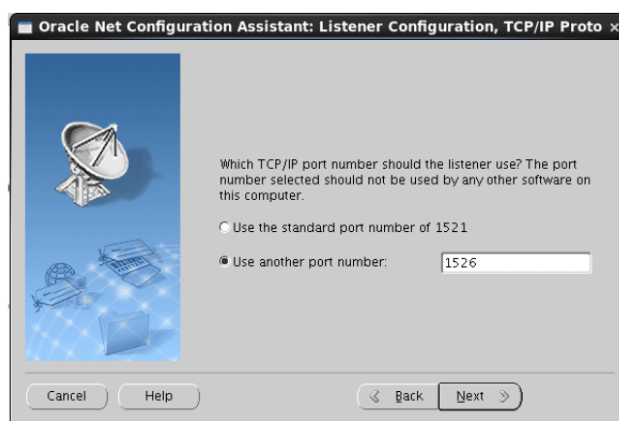 Oracle Net Configuration Assistant: Listener Configuration, TCP/IP Proto
Which TCP/IP port number should the listener use? The port
number selected should not be used by any other software on
this computer.
Use the standard port number of 1521
Use another port number: 1526
Cancel Help Back Next